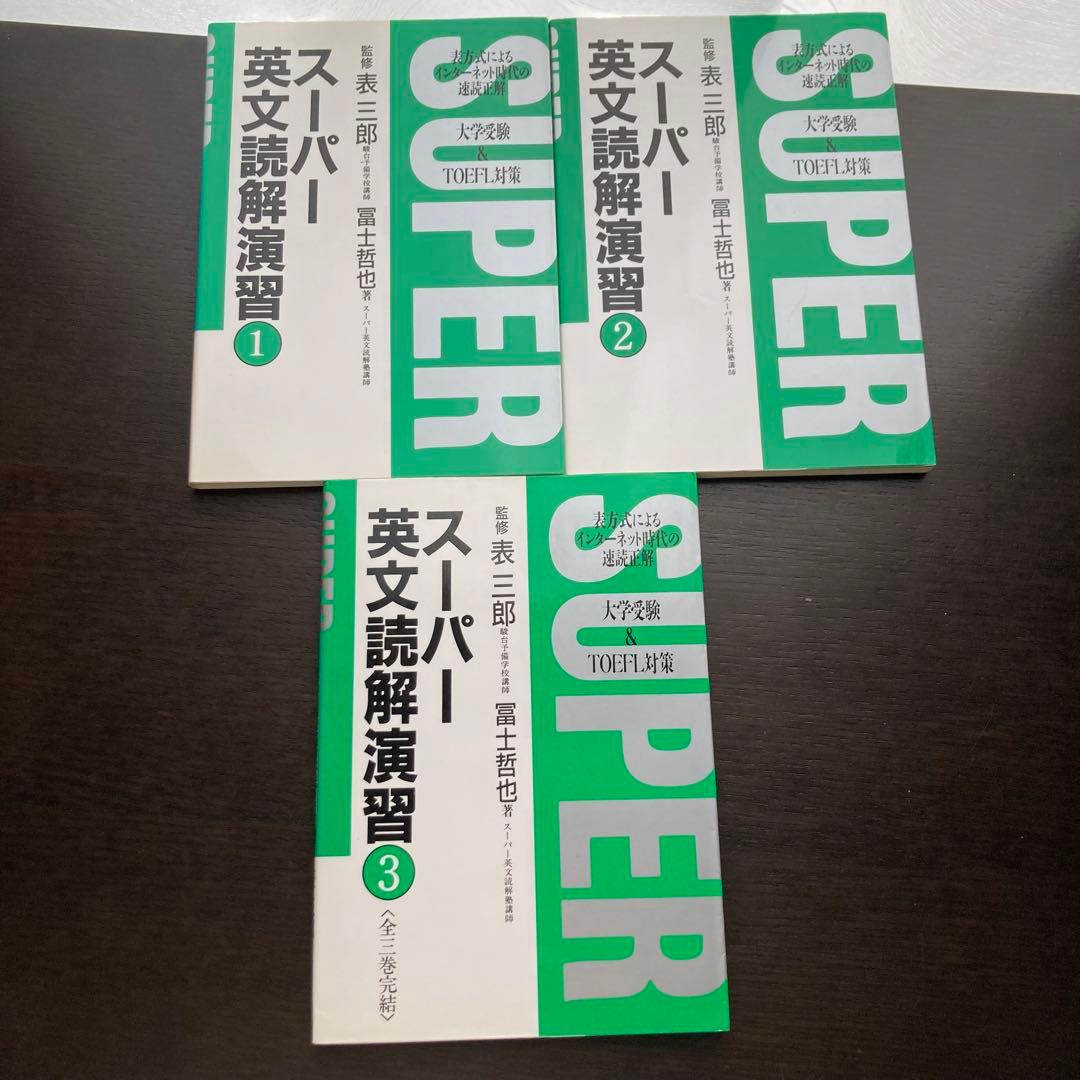 SUPER
表方式による
インターネット時代の
速読正解
大学受験
&
TOEFL対策
監修 表 三郎 駿台予備学校講師
冨士哲也 著 スーパー英文読解塾講師
スーパー
英文読解演習
1
SUPER
SUPER
表方式による
インターネット時代の
速読正解
大学受験
&
TOEFL対策
監修 表 三郎 駿台予備学校講師
冨士哲也 著 スーパー英文読解塾講師
スーパー
英文読解演習
2
SUPER
SUPER
表方式による
インターネット時代の
速読正解
大学受験
&
TOEFL対策
監修 表 三郎 駿台予備学校講師
冨士哲也 著 スーパー英文読解塾講師
スーパー
英文読解演習
3
〈全三巻完結〉
SUPER